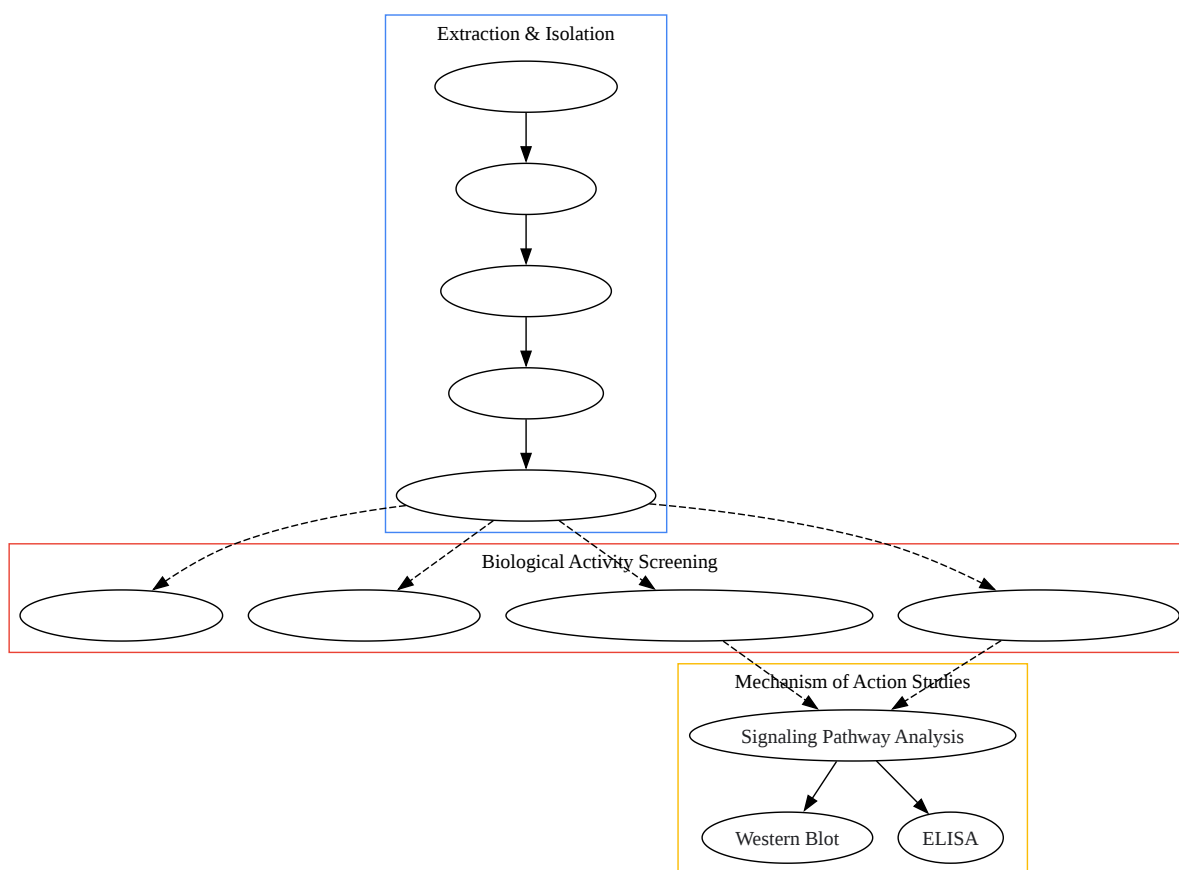 Extraction & Isolation
Biological Activity Screening
Mechanism of Action Studies
Signaling Pathway Analysis
Western Blot
ELISA